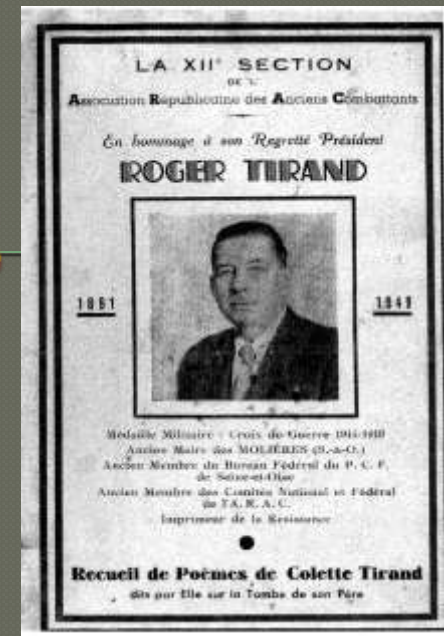 LA XIIᵉ SECTION
DE L'
Association Républicaine des Anciens Combattants
En hommage à son Regretté Président
ROGER TIRAND
1891
1949
Médaille Militaire - Croix de Guerre 1914-1918
Ancien Maire des MOLIÈRES (S.-&-O.)
Ancien Membre du Bureau Fédéral du P. C. F.
de Seine-et-Oise
Ancien Membre des Comités National et Fédéral
de l'A. R. A. C.
Imprimeur de la Résistance
Recueil de Poèmes de Colette Tirand
dits par Elle sur la Tombe de son Père